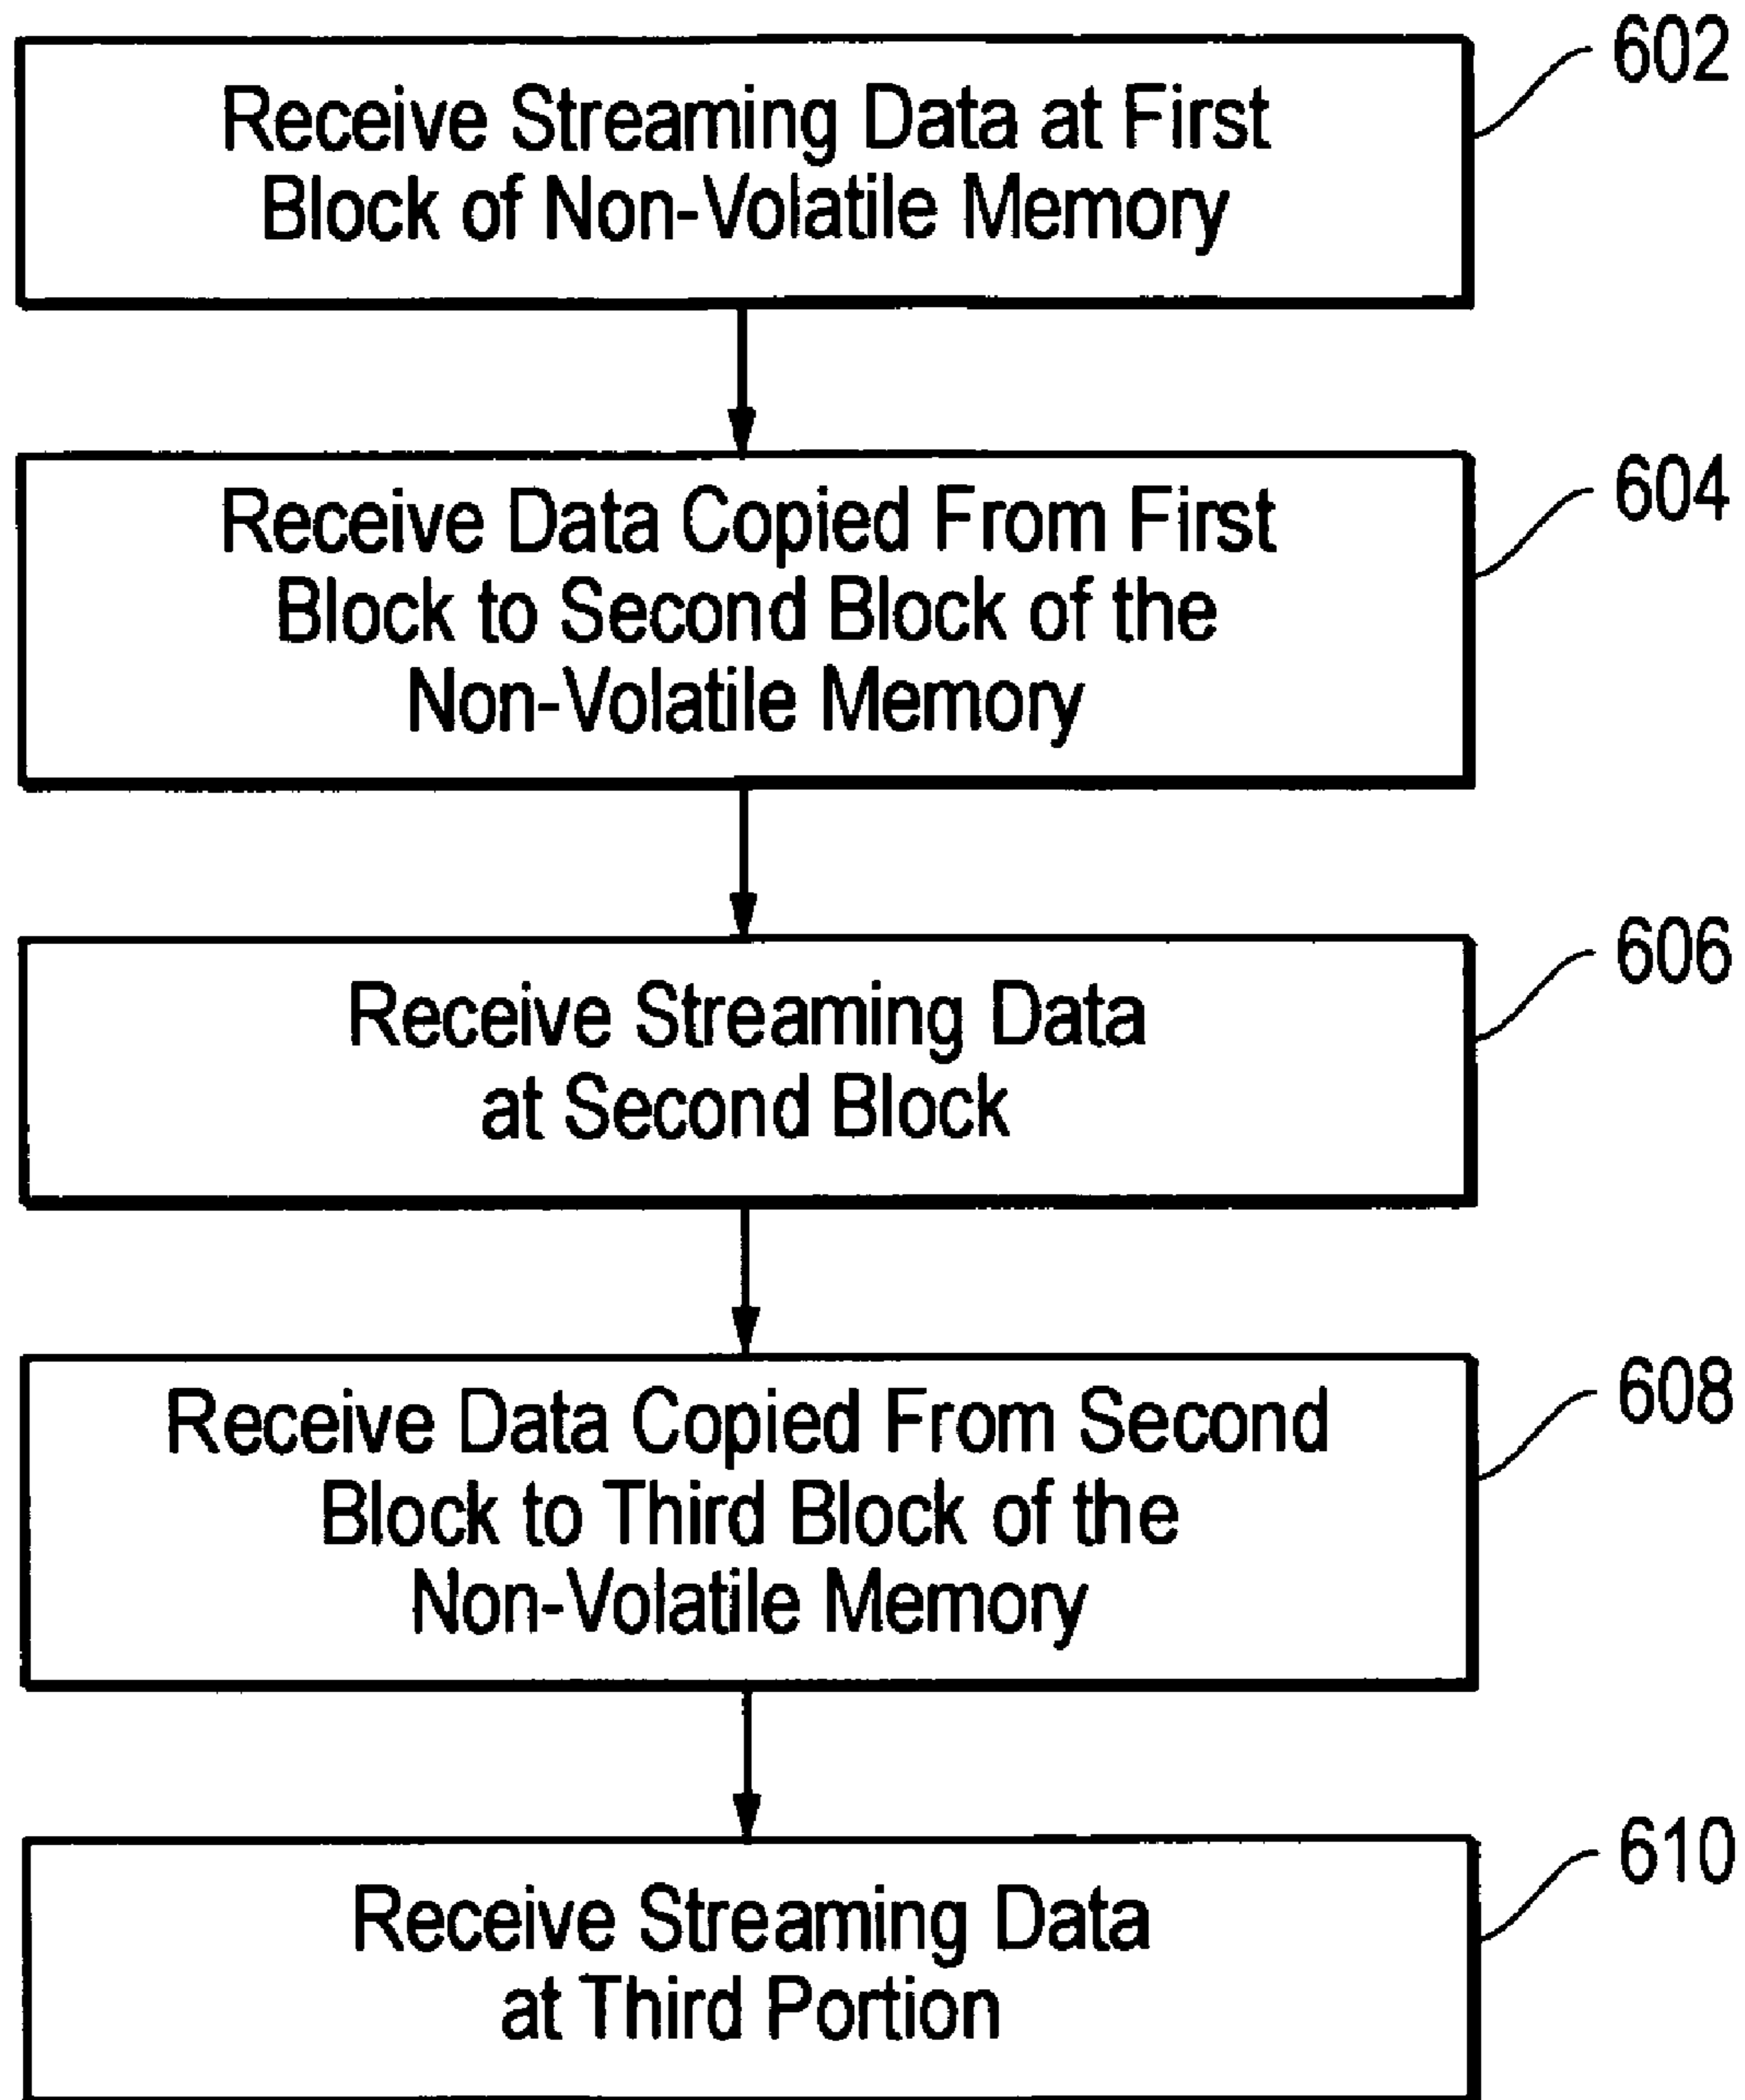 602
Receive Streaming Data at First
Block of Non-Volatile Memory
604
Receive Data Copied From First
Block to Second Block of the
Non-Volatile Memory
606
Receive Streaming Data
at Second Block
608
Receive Data Copied From Second
Block to Third Block of the
Non-Volatile Memory
610
Receive Streaming Data
at Third Portion